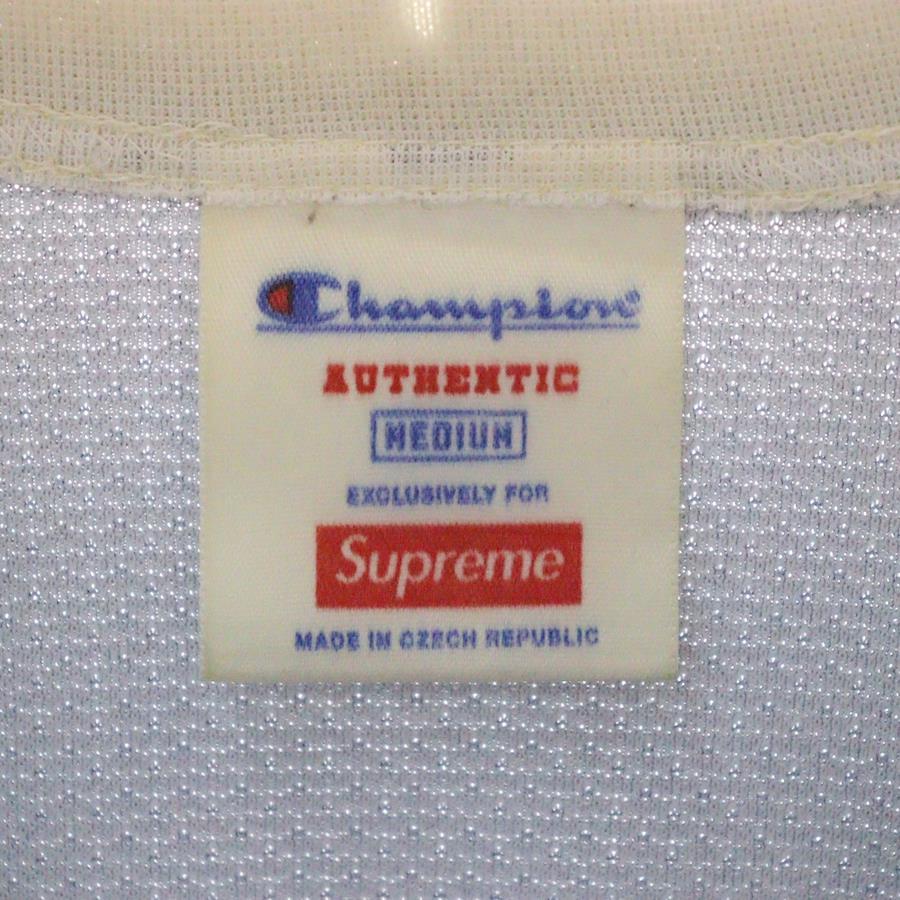 Champion®
AUTHENTIC
MEDIUM
EXCLUSIVELY FOR
Supreme
MADE IN CZECH REPUBLIC